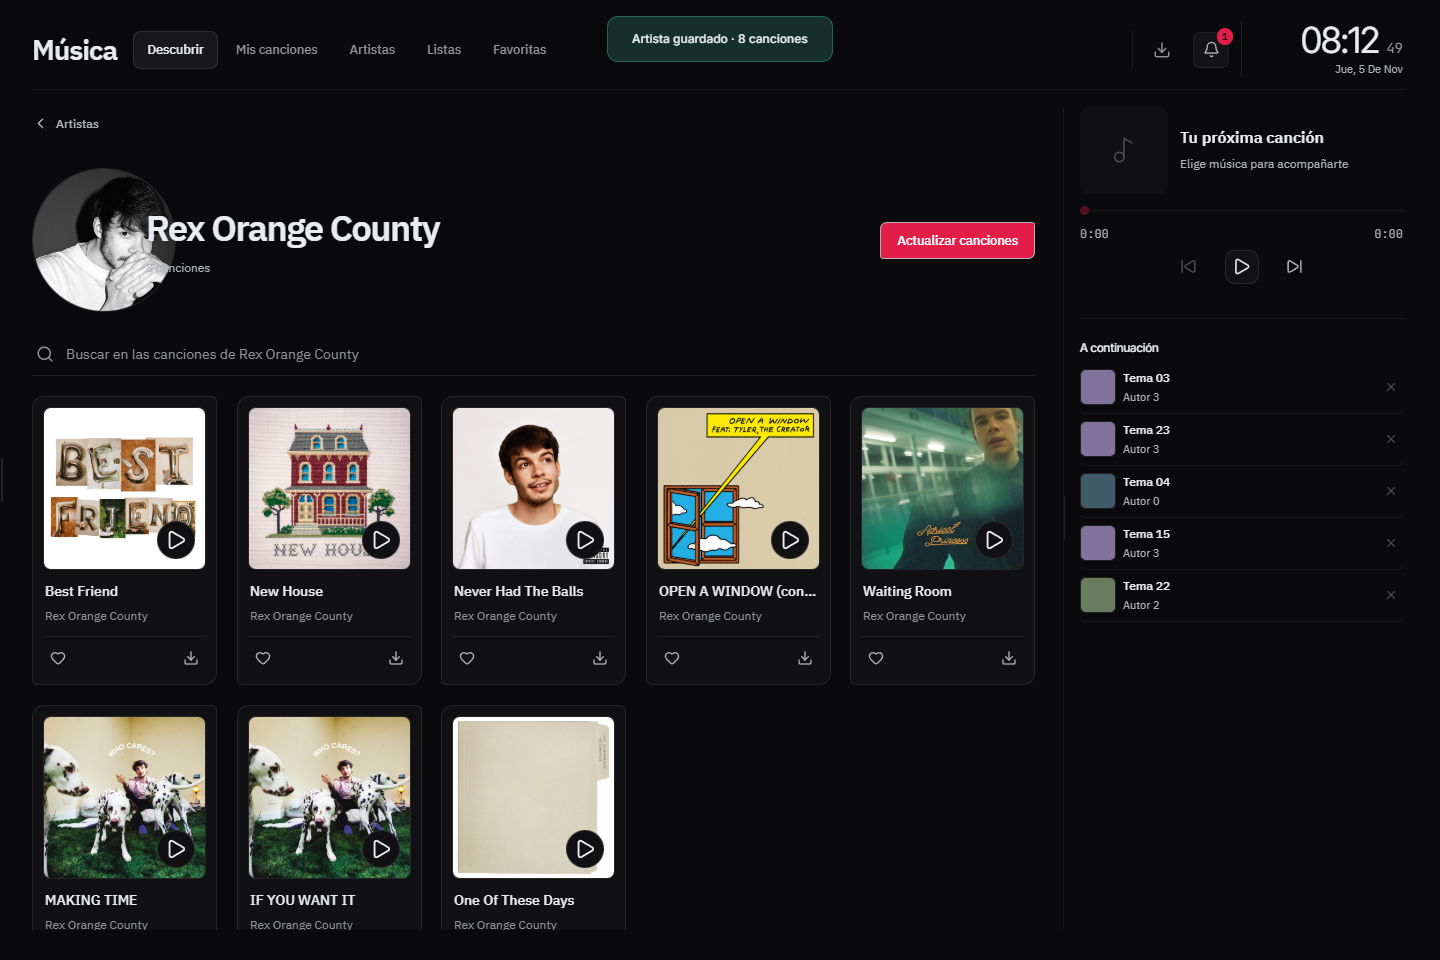 Música
Descubrir
Mis canciones
Artistas
Listas
Favoritas
Artista guardado · 8 canciones
1
08:12 49
Jue, 5 De Nov
Artistas
Rex Orange County
nciones
Actualizar canciones
Buscar en las canciones de Rex Orange County
BEST
FRIEND
Best Friend
Rex Orange County
NEW HOU
New House
Rex Orange County
Never Had The Balls
Rex Orange County
OPEN A WINDOW
FEAT. TYLER, THE CREATOR
OPEN A WINDOW (con...
Rex Orange County
Apricot
Princess
Waiting Room
Rex Orange County
WHO CARES?
MAKING TIME
Rex Orange County
WHO CARES?
IF YOU WANT IT
Rex Orange County
One Of These Days
Rex Orange County
Tu próxima canción
Elige música para acompañarte
0:00
0:00
A continuación
Tema 03
Autor 3
Tema 23
Autor 3
Tema 04
Autor 0
Tema 15
Autor 3
Tema 22
Autor 2